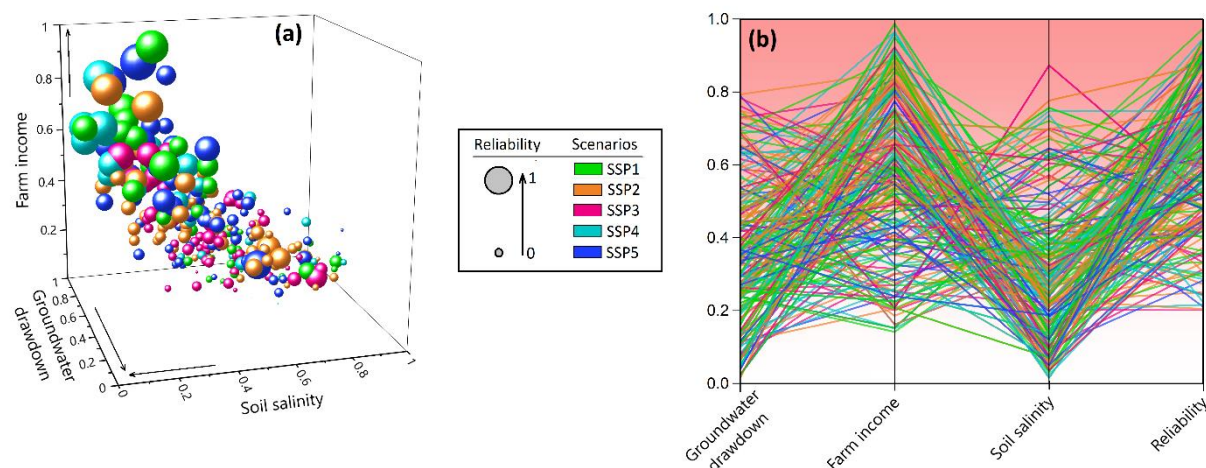 (a)
1
0.8
0.6
0.4
0.2
1
0.8
0.6
0.4
0.2
0
0
0.2
0.4
0.6
0.8
1
Farm income
Groundwater
drawdown
Soil salinity
Reliability Scenarios
1
0
SSP1
SSP2
SSP3
SSP4
SSP5
(b)
1.0
0.8
0.6
0.4
0.2
0.0
Groundwater
drawdown
Farm income
Soil salinity
Reliability